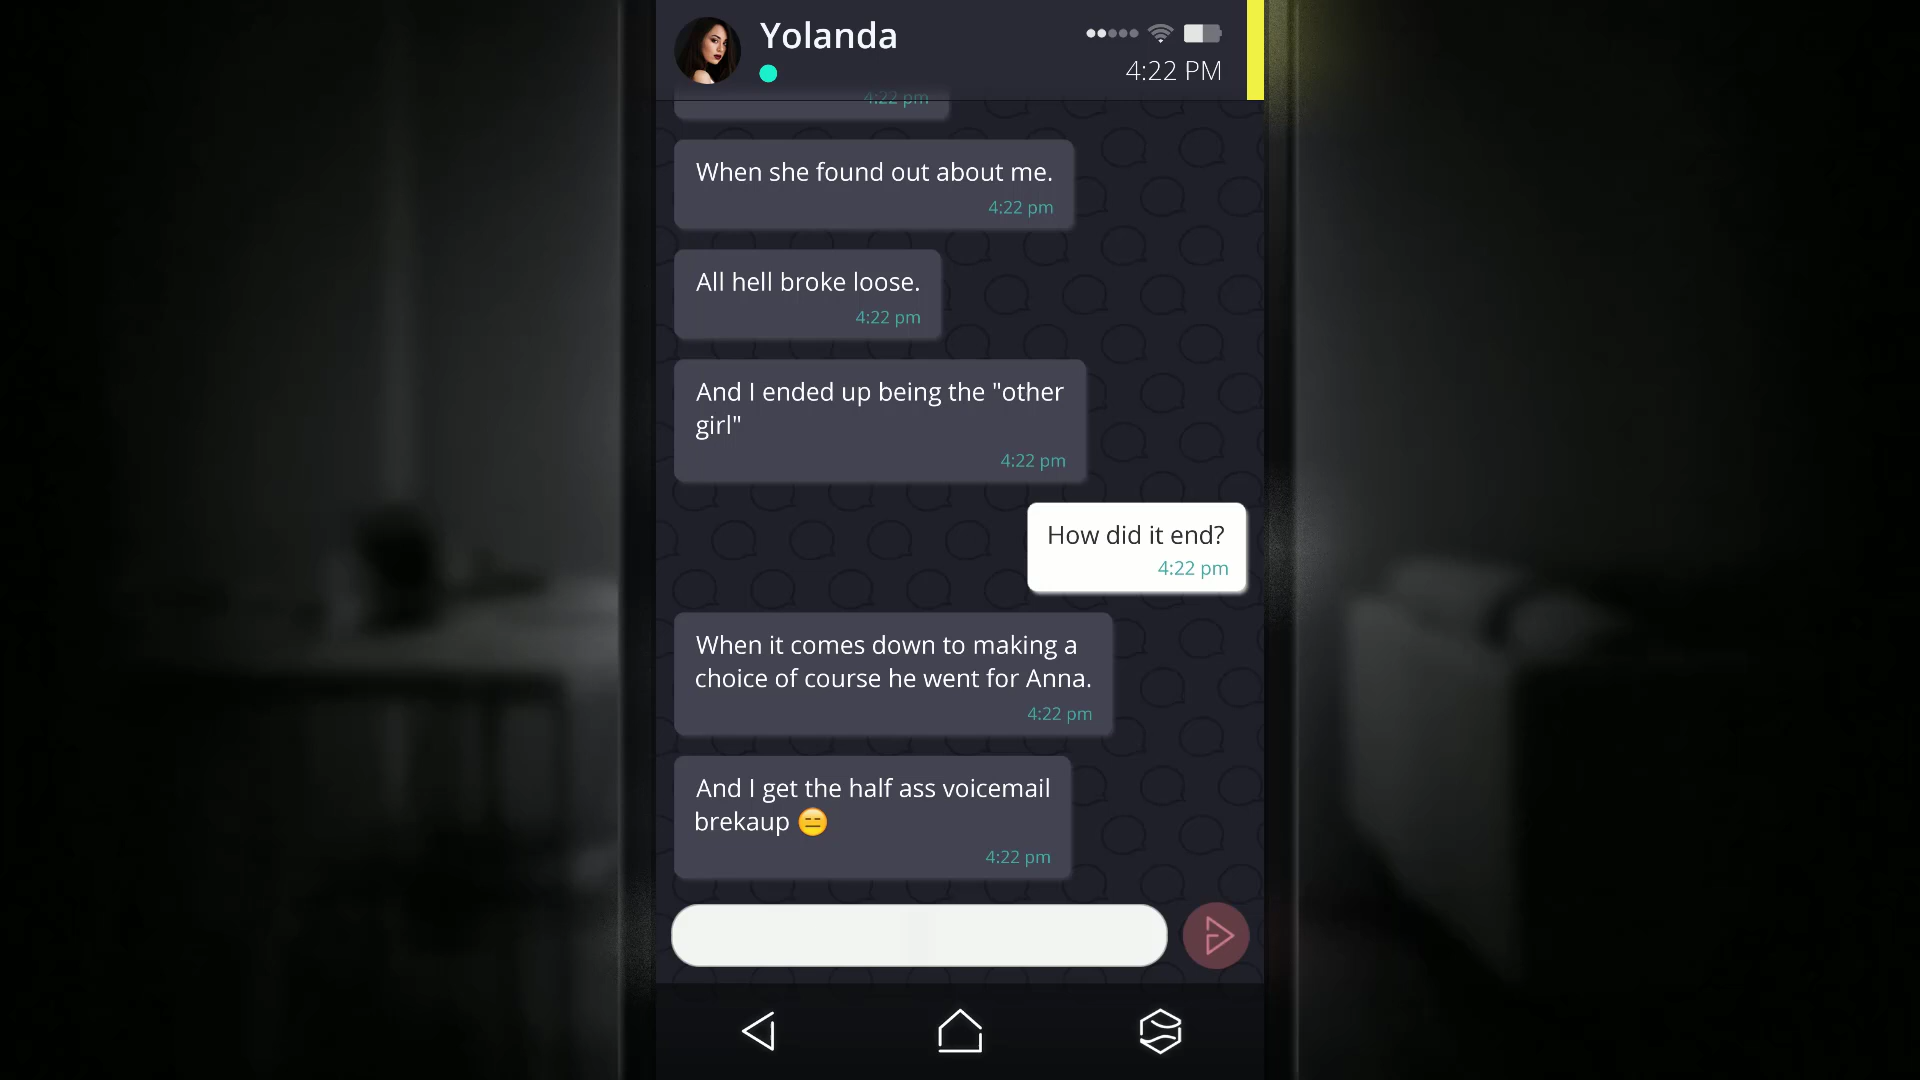 Yolanda
4:22 PM
4:22 pm
When she found out about me.
4:22 pm
All hell broke loose.
4:22 pm
And I ended up being the "other
girl"
4:22 pm
How did it end?
4:22 pm
When it comes down to making a
choice of course he went for Anna.
4:22 pm
And I get the half ass voicemail
brekaup
4:22 pm